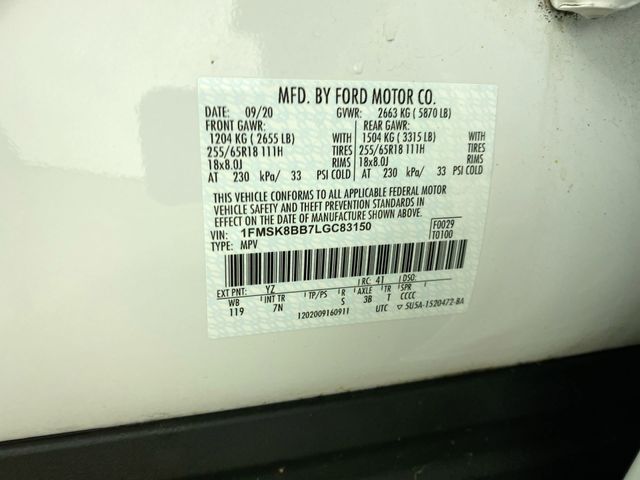 MFD. BY FORD MOTOR CO.
DATE: 09/20 GVWR: 2663 KG ( 5870 LB)
FRONT GAWR: REAR GAWR:
1204 KG ( 2655 LB) WITH 1504 KG ( 3315 LB) WITH
255/65R18 111H TIRES 255/65R18 111H TIRES
18x8.0J RIMS 18x8.0J RIMS
AT 230 kPa/ 33 PSI COLD AT 230 kPa/ 33 PSI COLD
THIS VEHICLE CONFORMS TO ALL APPLICABLE FEDERAL MOTOR
VEHICLE SAFETY AND THEFT PREVENTION STANDARDS IN EFFECT
ON THE DATE OF MANUFACTURE SHOWN ABOVE.
VIN: 1FMSK8BB7LGC83150 F0029
TYPE: MPV T0100
EXT PNT: YZ RC: 41 DSO:
WB INT TR TP/PS R AXLE TR SPR
119 7N S 3B T CCCC
1202009160911 UTC ▽ 5U5A-1520472-BA